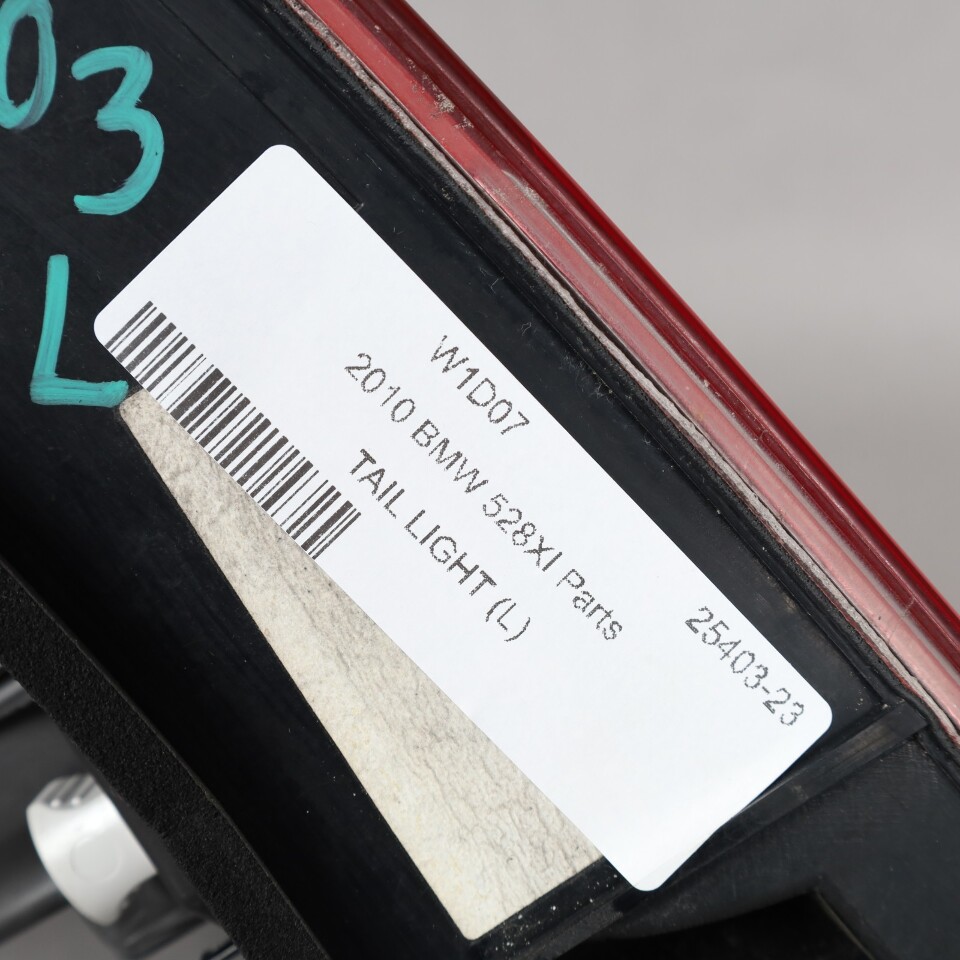 03
L
W1D07
2010 BMW 528XI Parts
TAIL LIGHT (L)
25403-23